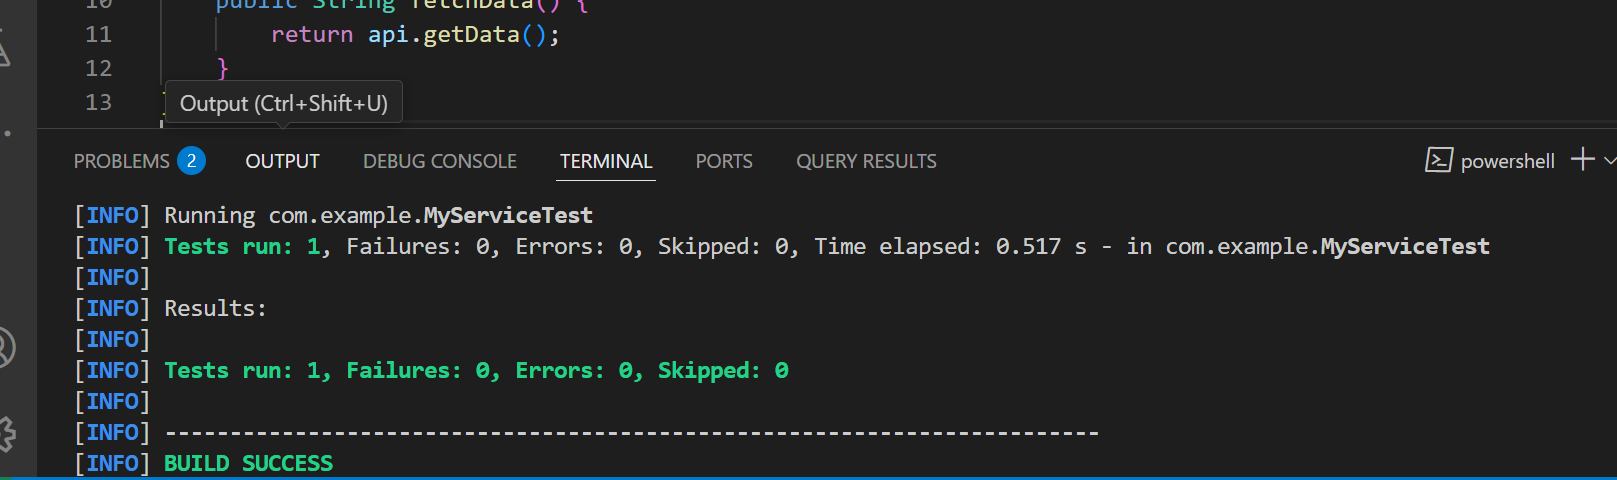 10 public String fetchData() {
11 return api.getData();
12 }
13
Output (Ctrl+Shift+U)
PROBLEMS 2 OUTPUT DEBUG CONSOLE TERMINAL PORTS QUERY RESULTS powershell
[INFO] Running com.example.MyServiceTest
[INFO] Tests run: 1, Failures: 0, Errors: 0, Skipped: 0, Time elapsed: 0.517 s - in com.example.MyServiceTest
[INFO]
[INFO] Results:
[INFO]
[INFO] Tests run: 1, Failures: 0, Errors: 0, Skipped: 0
[INFO]
[INFO] ------------------------------------------------------------------------
[INFO] BUILD SUCCESS